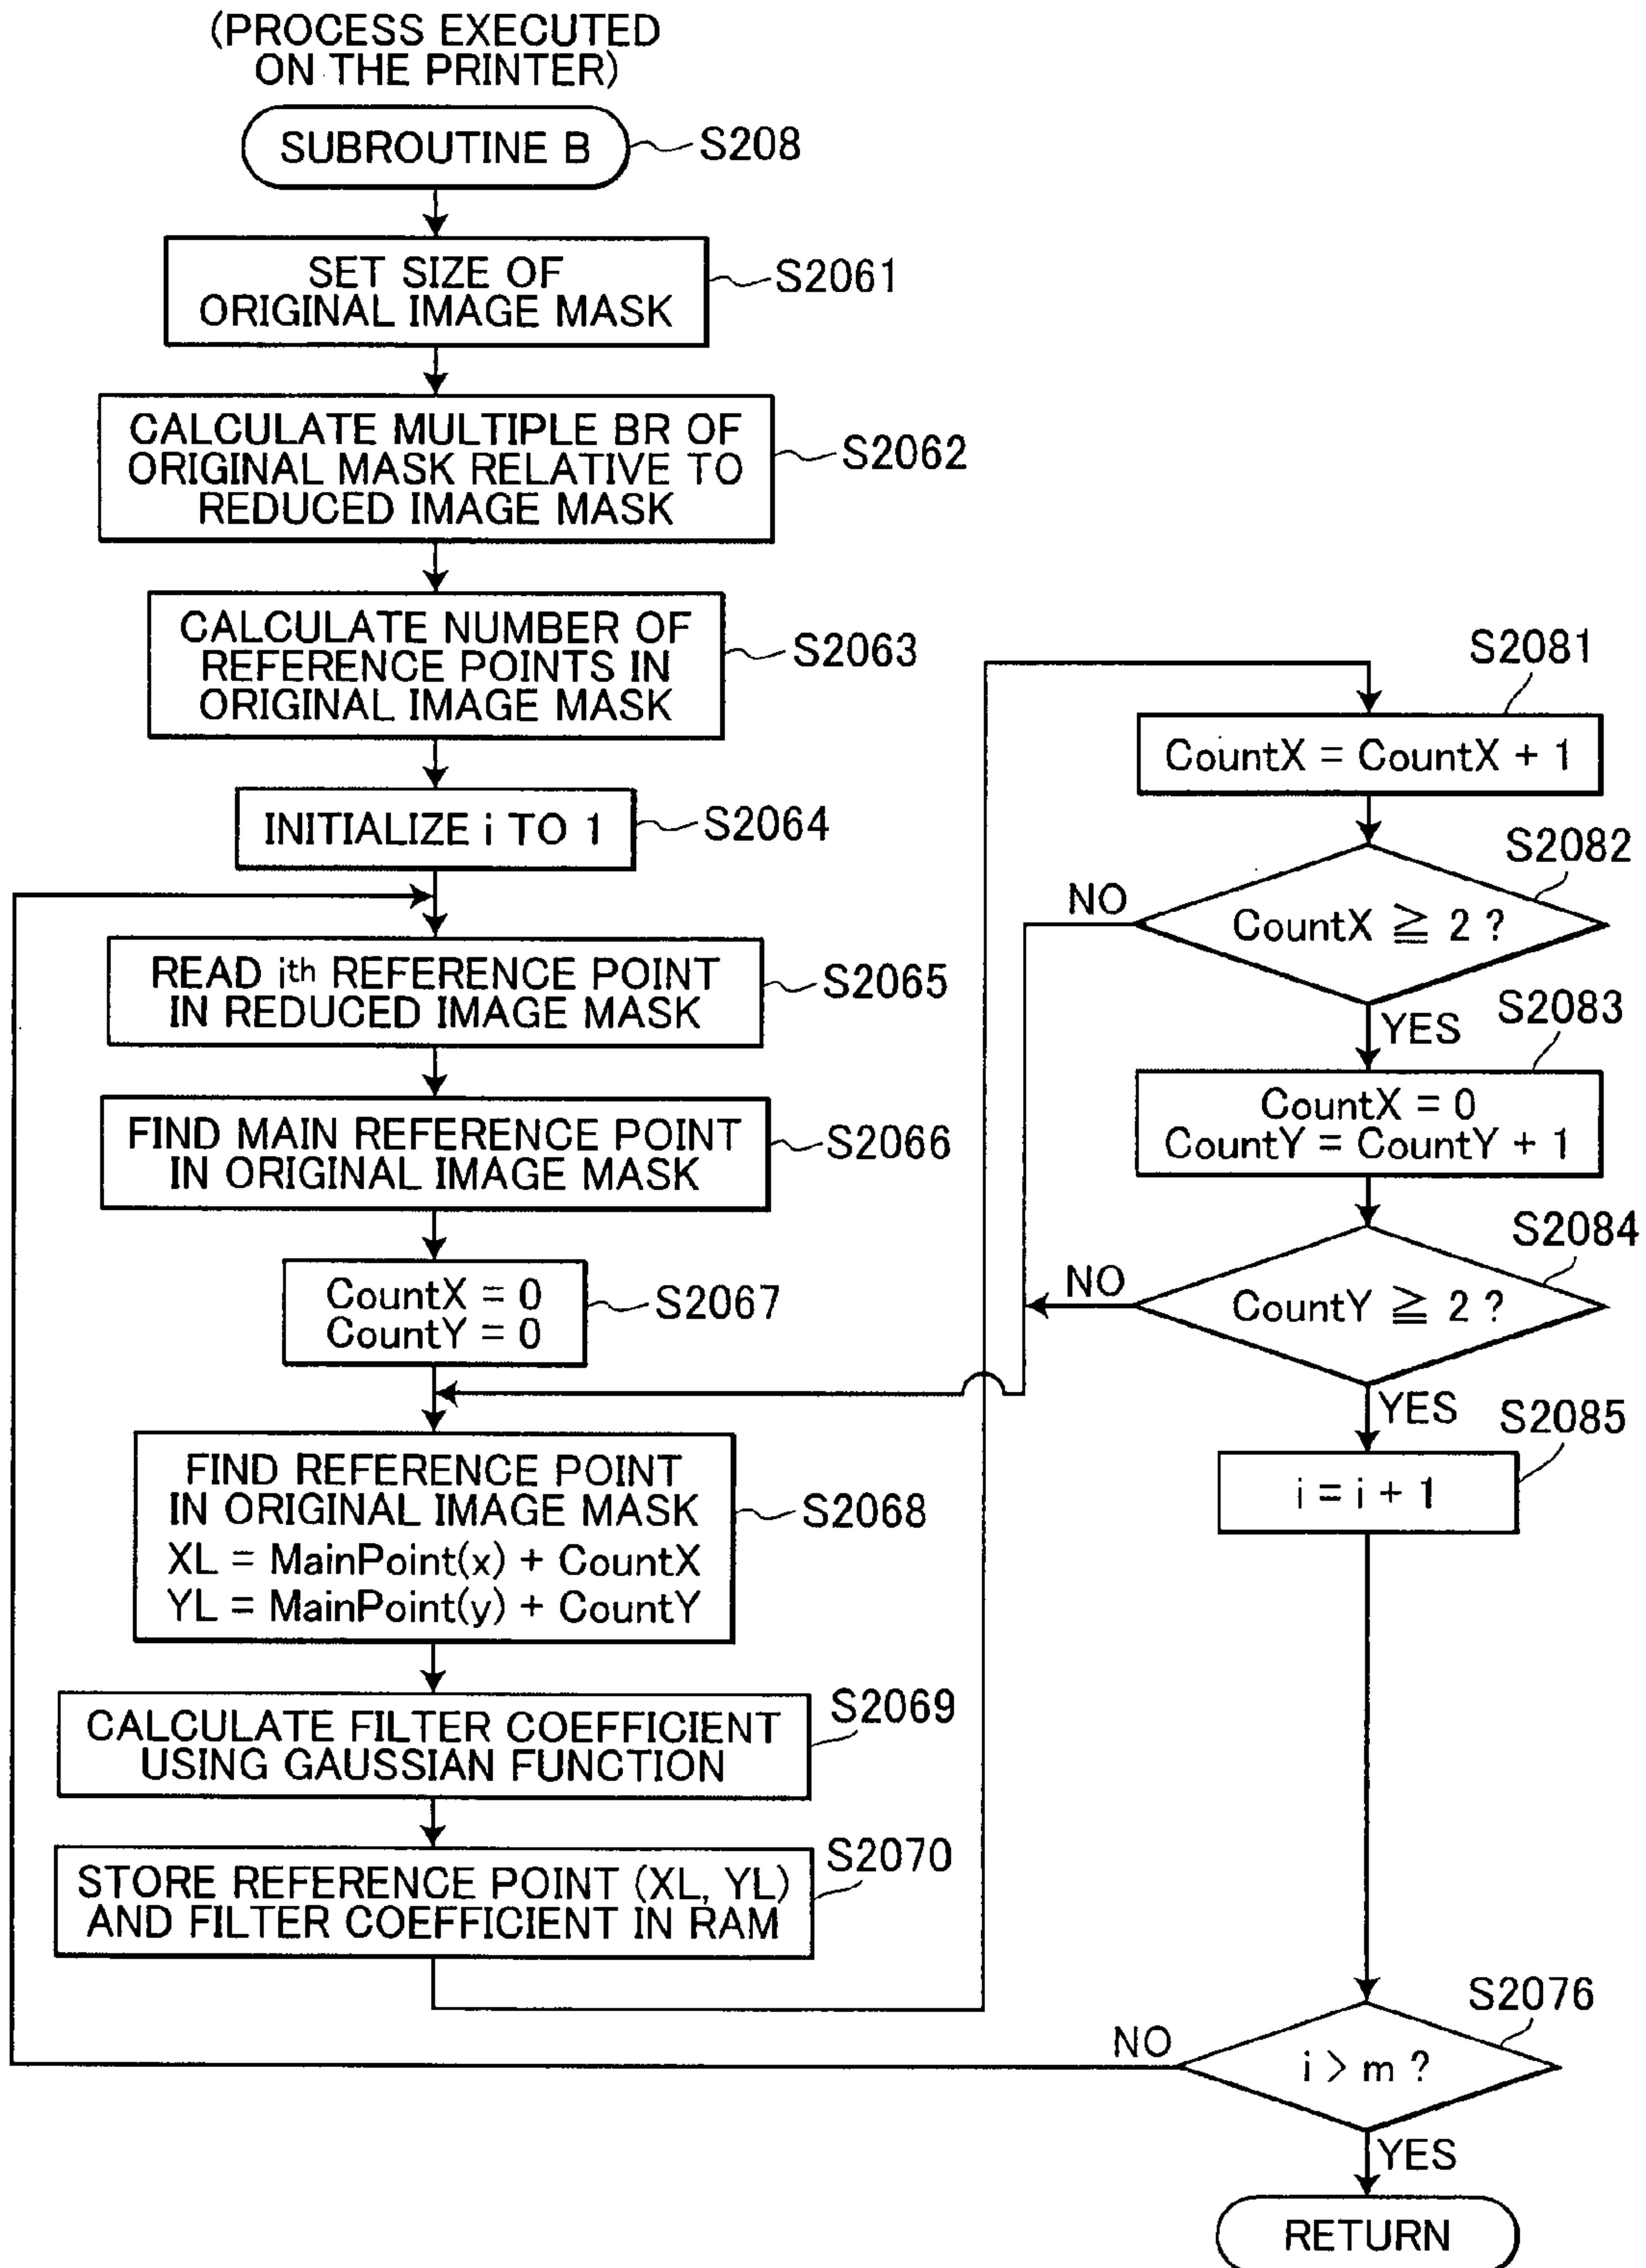 (PROCESS EXECUTED
ON THE PRINTER)
SUBROUTINE B
S208
SET SIZE OF
ORIGINAL IMAGE MASK
S2061
CALCULATE MULTIPLE BR OF
ORIGINAL MASK RELATIVE TO
REDUCED IMAGE MASK
S2062
CALCULATE NUMBER OF
REFERENCE POINTS IN
ORIGINAL IMAGE MASK
S2063
INITIALIZE i TO 1
S2064
READ ith REFERENCE POINT
IN REDUCED IMAGE MASK
S2065
FIND MAIN REFERENCE POINT
IN ORIGINAL IMAGE MASK
S2066
CountX = 0
CountY = 0
S2067
FIND REFERENCE POINT
IN ORIGINAL IMAGE MASK
XL = MainPoint(x) + CountX
YL = MainPoint(y) + CountY
S2068
CALCULATE FILTER COEFFICIENT
USING GAUSSIAN FUNCTION
S2069
STORE REFERENCE POINT (XL, YL)
AND FILTER COEFFICIENT IN RAM
S2070
S2081
CountX = CountX + 1
S2082
CountX ≧ 2 ?
NO
YES
S2083
CountX = 0
CountY = CountY + 1
S2084
CountY ≧ 2 ?
NO
YES
S2085
i = i + 1
S2076
i > m ?
NO
YES
RETURN